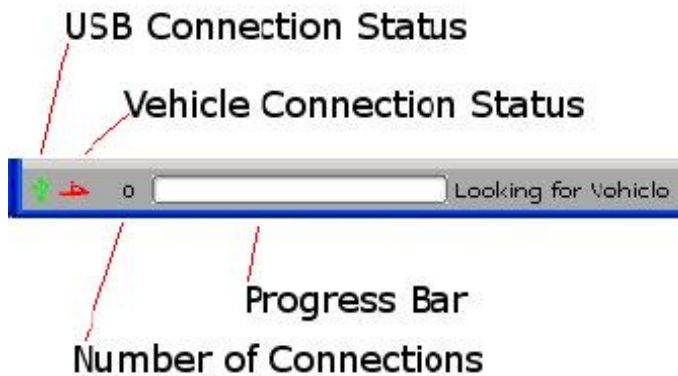 USB Connection Status
Vehicle Connection Status
0 Looking for Vehicle
Progress Bar
Number of Connections